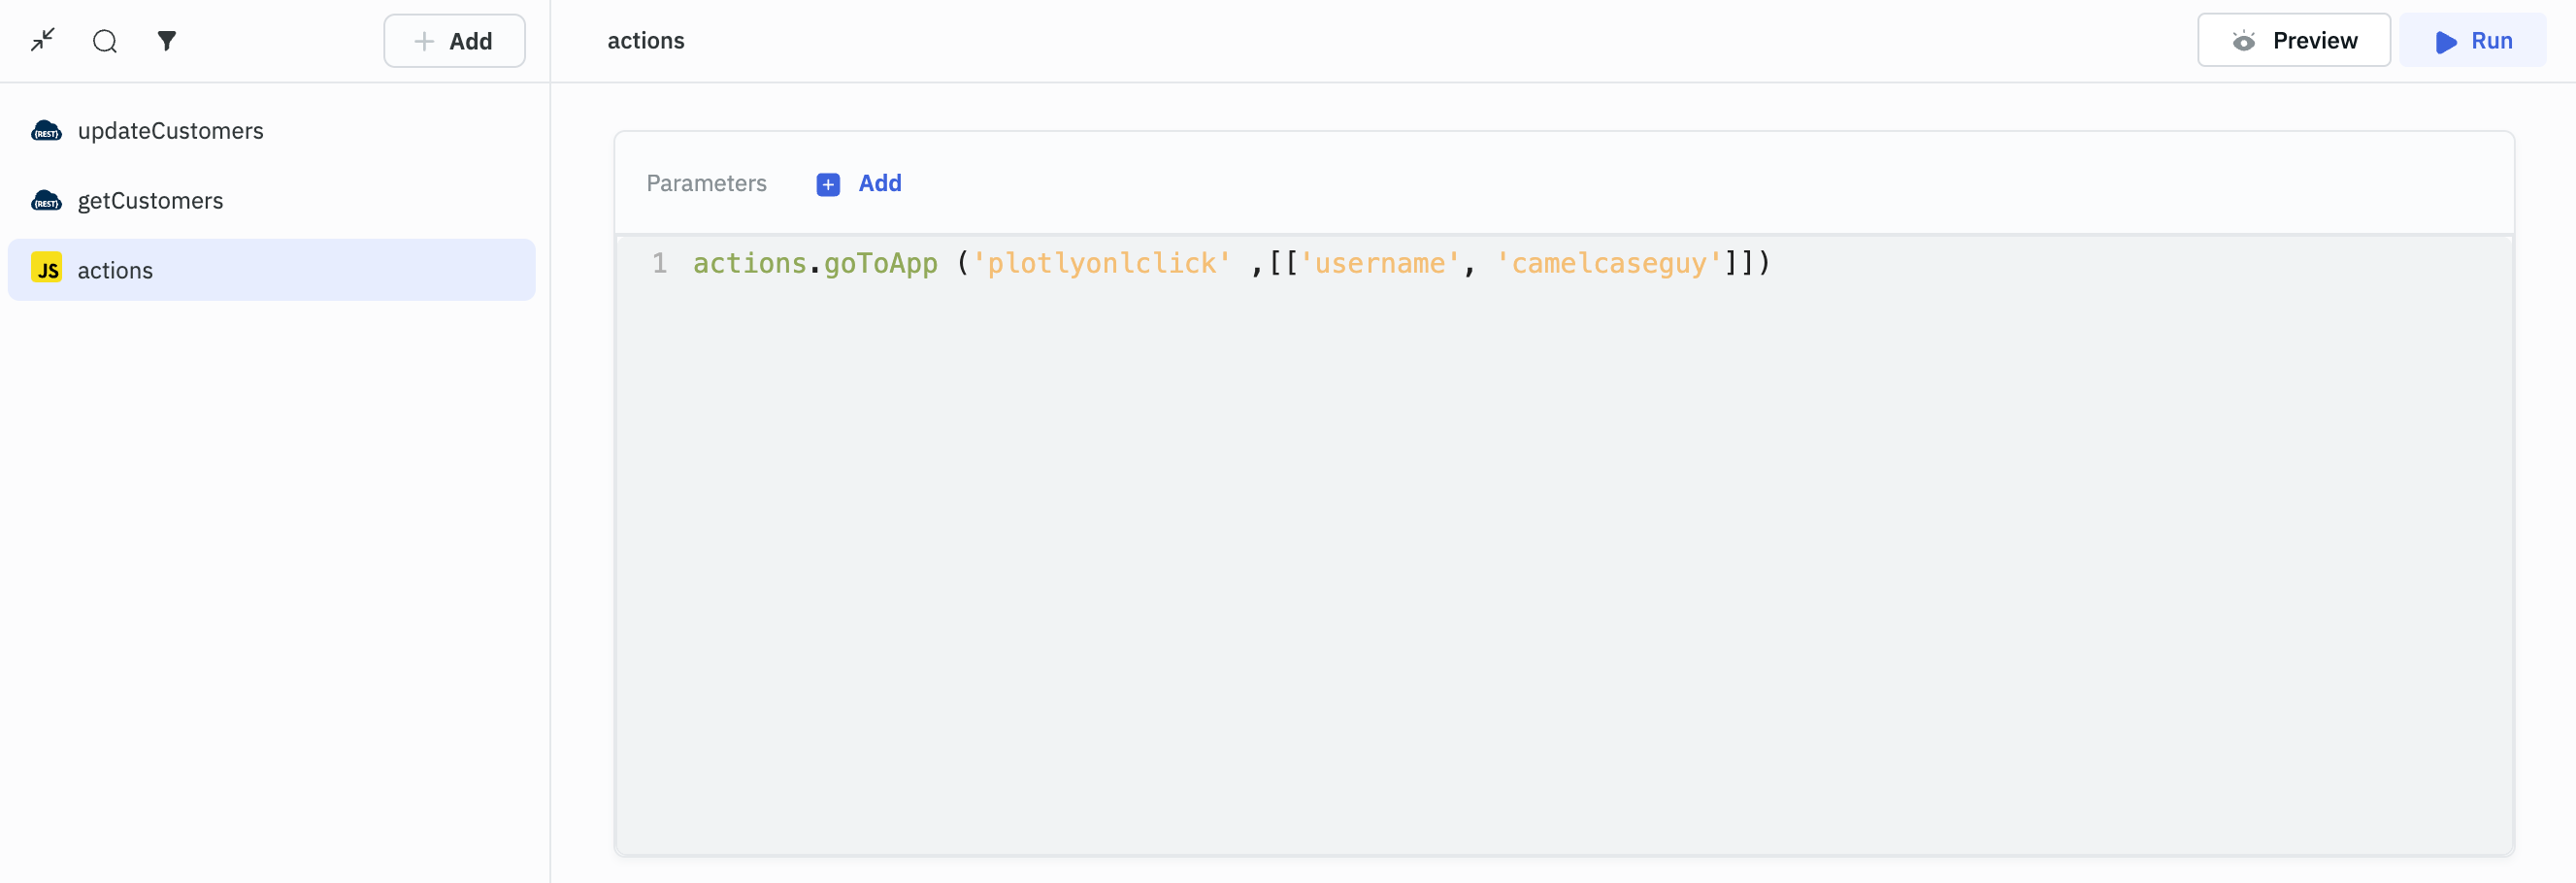 Add
actions
Preview
Run
{REST}
updateCustomers
{REST}
getCustomers
JS
actions
Parameters
Add
1 actions.goToApp ('plotlyonlclick' ,[['username', 'camelcaseguy']])